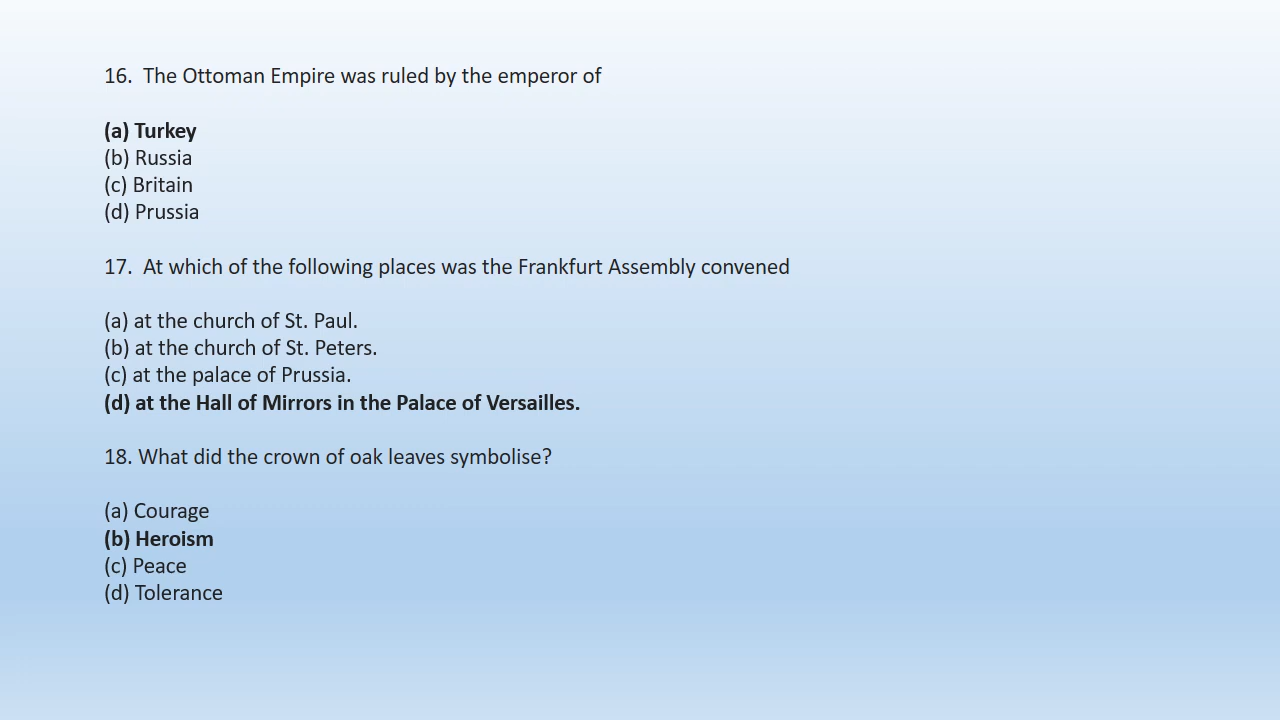 16.  The Ottoman Empire was ruled by the emperor of
(a) Turkey
(b) Russia
(c) Britain
(d) Prussia
17.  At which of the following places was the Frankfurt Assembly convened
(a) at the church of St. Paul.
(b) at the church of St. Peters.
(c) at the palace of Prussia.
(d) at the Hall of Mirrors in the Palace of Versailles.
18. What did the crown of oak leaves symbolise?
(a) Courage
(b) Heroism
(c) Peace
(d) Tolerance